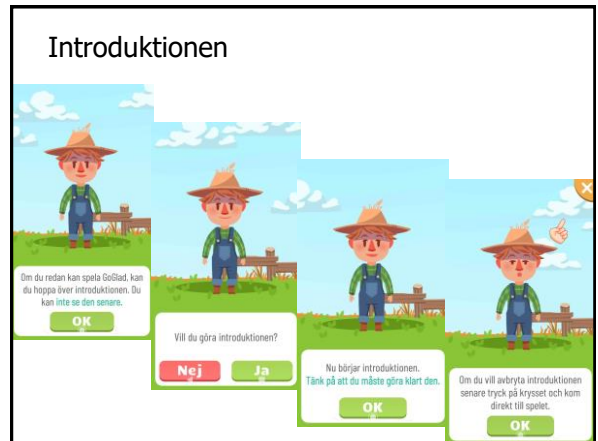 Introduktionen
Om du redan kan spela GoGlad, kan
du hoppa över introduktionen. Du
kan inte se den senare.
OK
Vill du göra introduktionen?
Nej
Ja
Nu börjar introduktionen.
Tänk på att du måste göra klart den.
OK
Om du vill avbryta introduktionen
senare tryck på krysset och kom
direkt till spelet.
OK